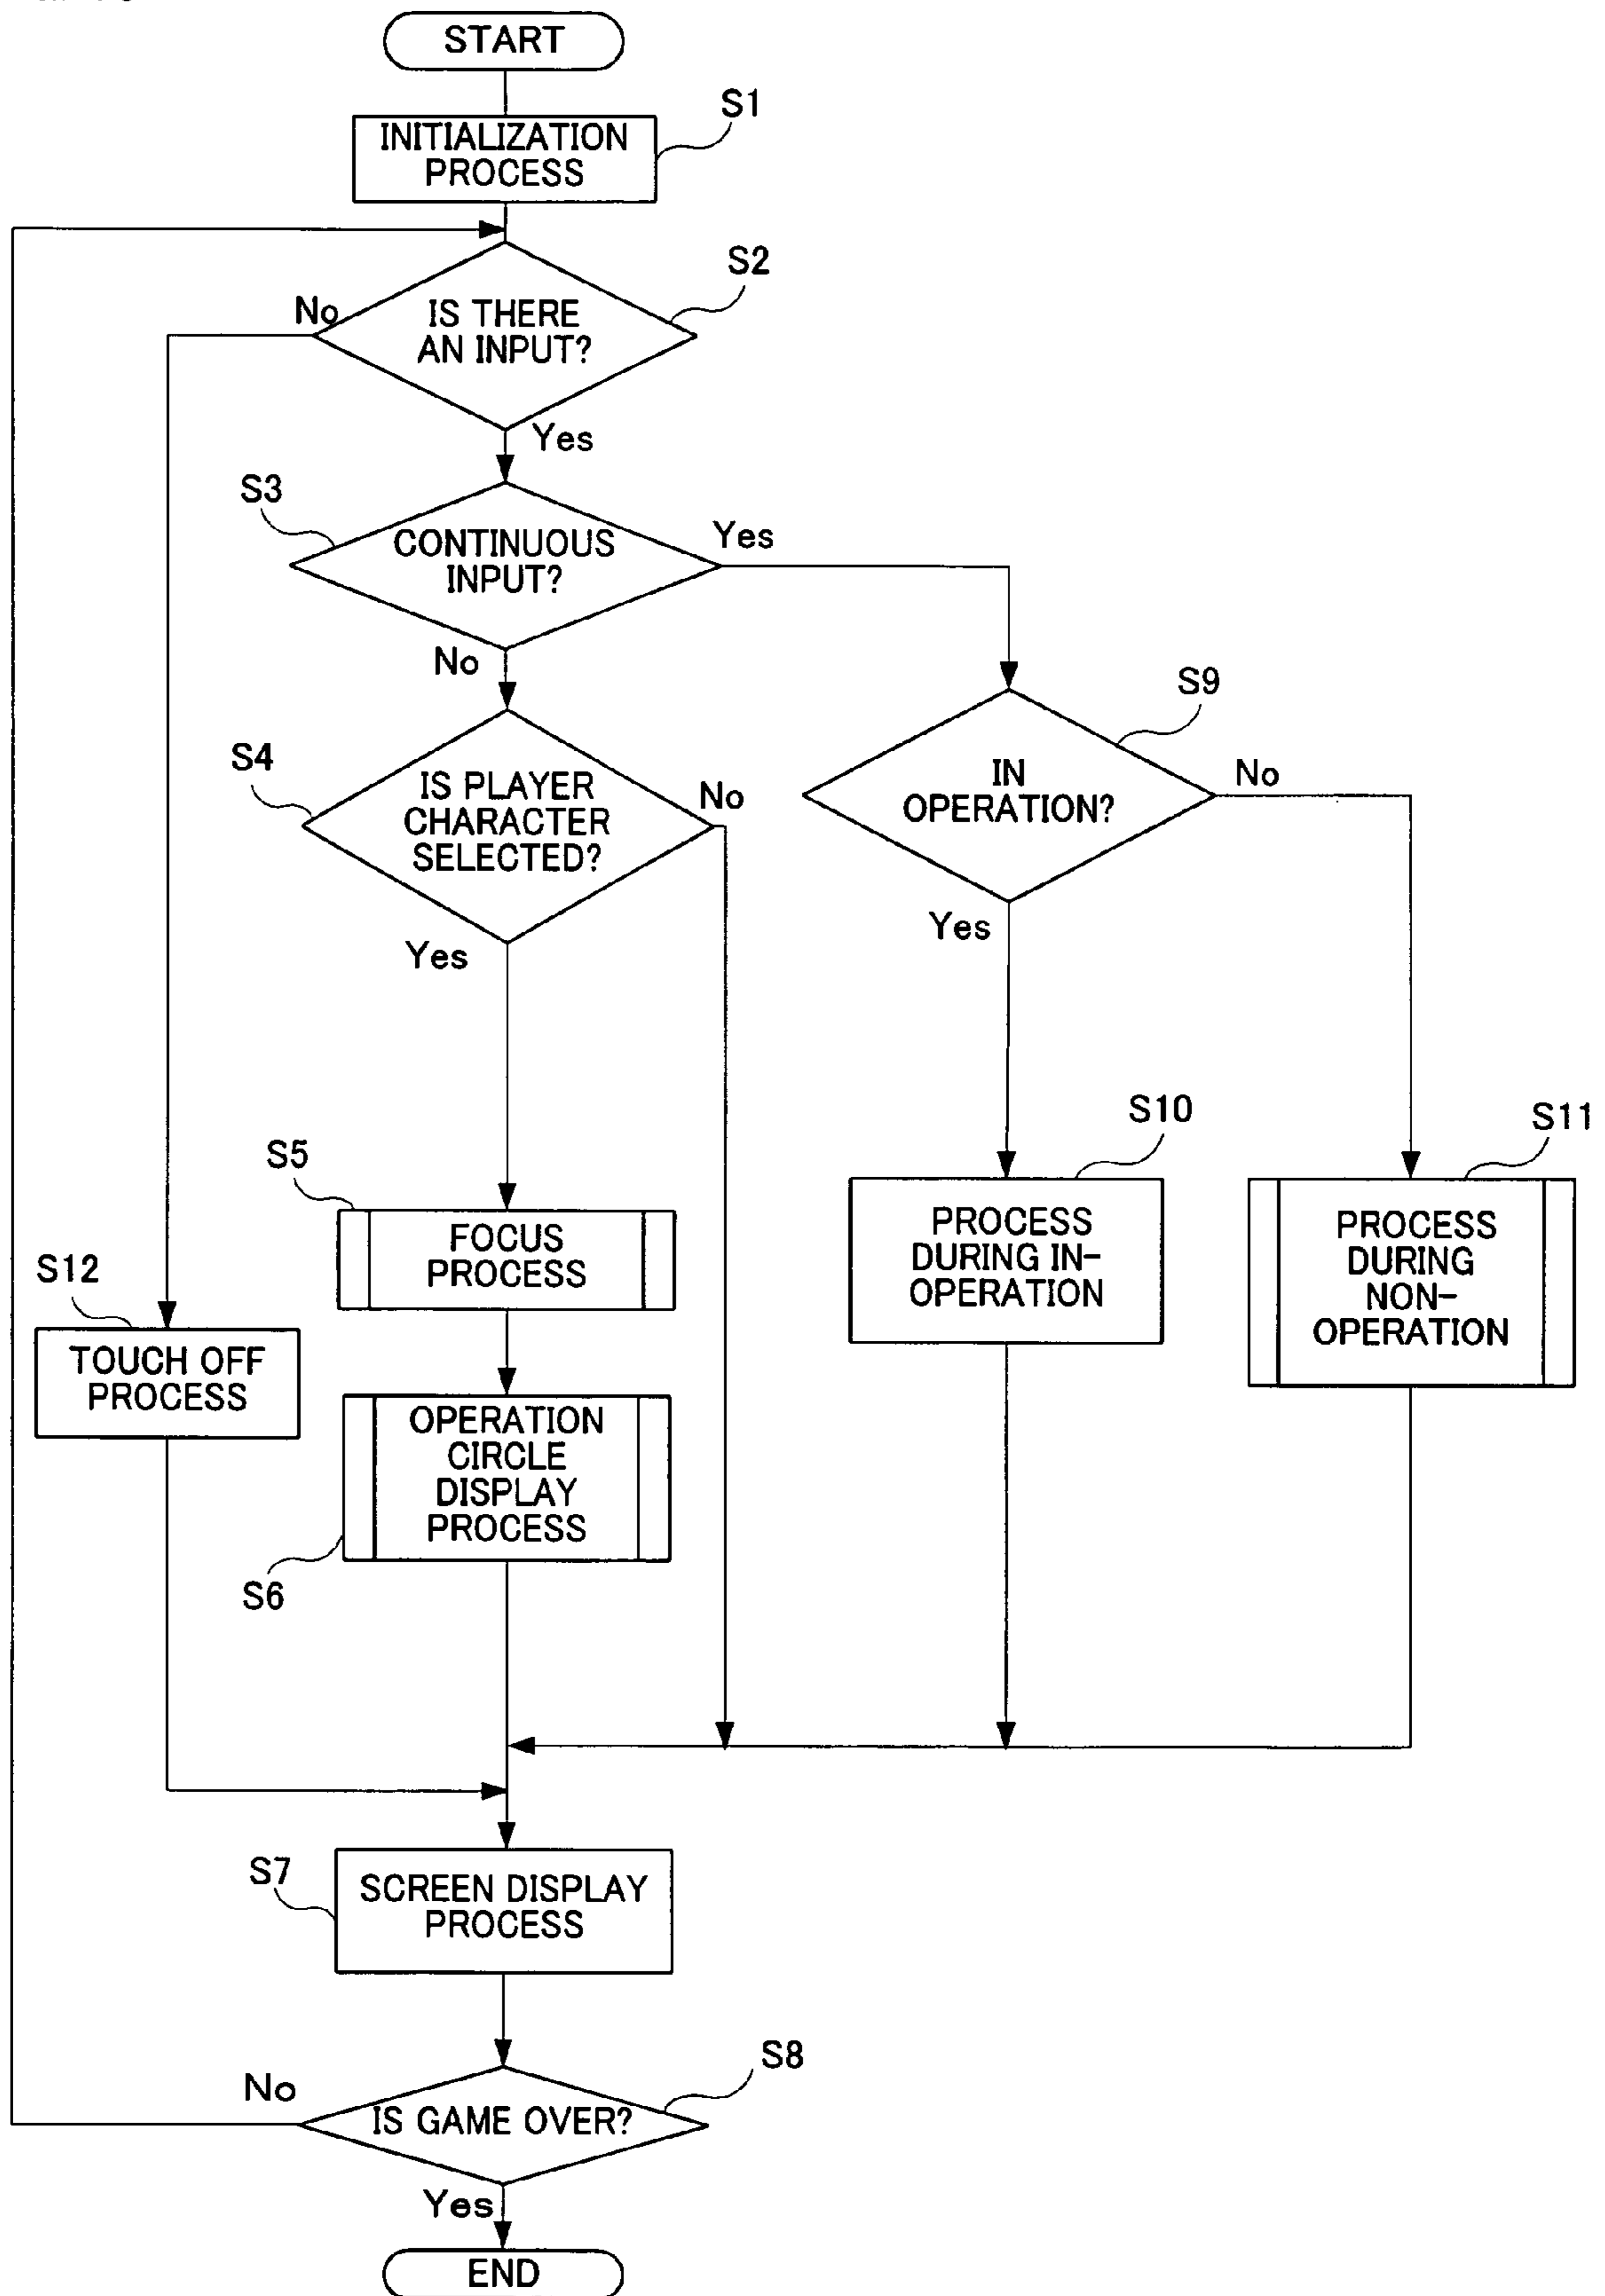 START
S1
INITIALIZATION
PROCESS
S2
No
IS THERE
AN INPUT?
Yes
S3
CONTINUOUS
INPUT?
Yes
No
S9
S4
IS PLAYER
CHARACTER
SELECTED?
No
IN
OPERATION?
No
Yes
Yes
S10
S11
S5
FOCUS
PROCESS
PROCESS
DURING IN-
OPERATION
PROCESS
DURING
NON-
OPERATION
S12
TOUCH OFF
PROCESS
OPERATION
CIRCLE
DISPLAY
PROCESS
S6
S7
SCREEN DISPLAY
PROCESS
S8
No
IS GAME OVER?
Yes
END